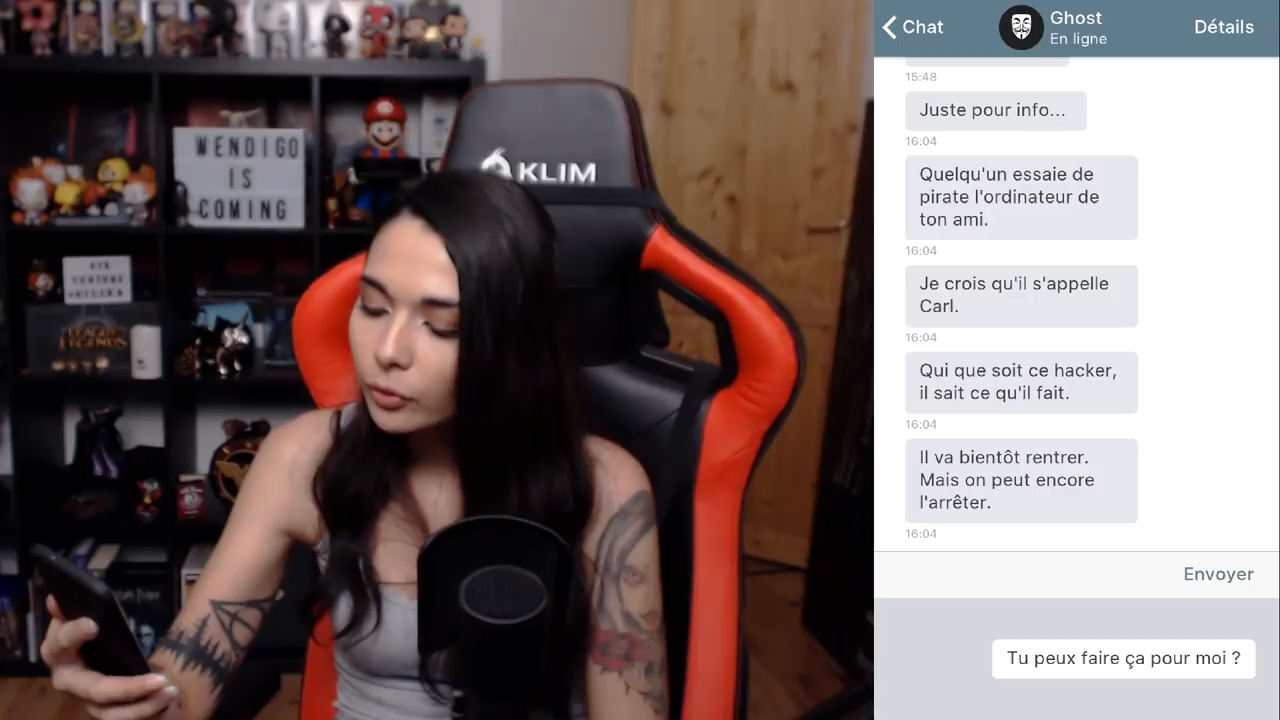 WENDIGO
IS
COMING
KLIM
LEAGUE OF
LEGENDS
Chat
Ghost
En ligne
Détails
15:48
Juste pour info...
16:04
Quelqu'un essaie de
pirate l'ordinateur de
ton ami.
16:04
Je crois qu'il s'appelle
Carl.
16:04
Qui que soit ce hacker,
il sait ce qu'il fait.
16:04
Il va bientôt rentrer.
Mais on peut encore
l'arrêter.
16:04
Envoyer
Tu peux faire ça pour moi ?